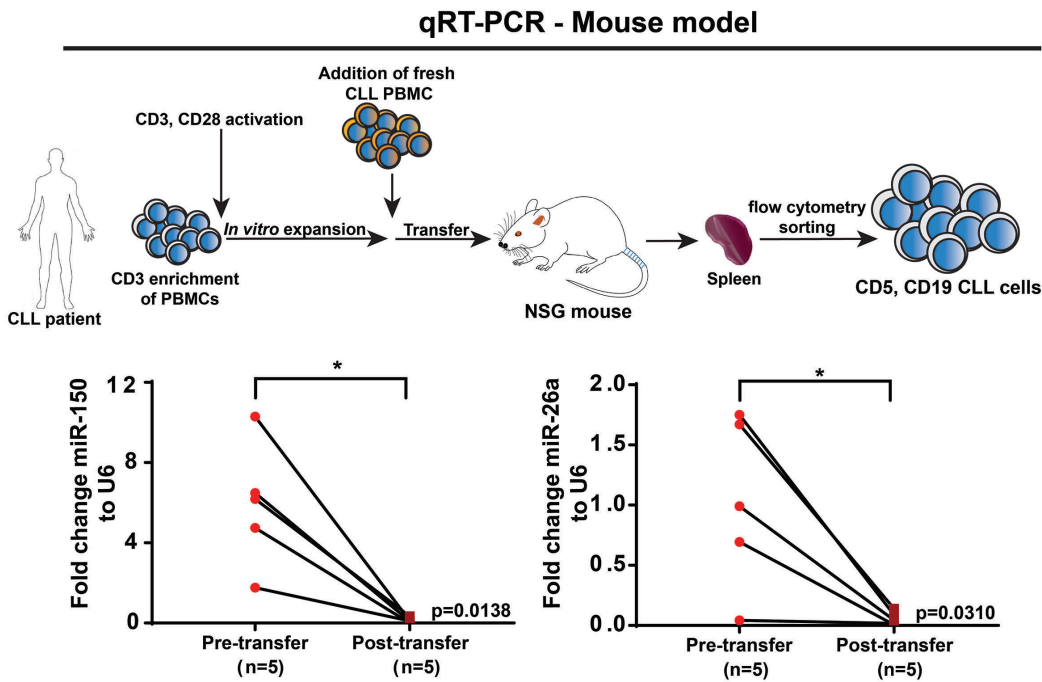 qRT-PCR - Mouse model
Addition of fresh
CLL PBMC
CD3, CD28 activation
In vitro expansion
Transfer
flow cytometry
sorting
CD3 enrichment
of PBMCs
CLL patient
NSG mouse
Spleen
CD5, CD19 CLL cells
Fold change miR-150
to U6
12
8
4
0
*
p=0.0138
Pre-transfer
(n=5)
Post-transfer
(n=5)
Fold change miR-26a
to U6
2.0
1.5
1.0
0.5
0.0
*
p=0.0310
Pre-transfer
(n=5)
Post-transfer
(n=5)